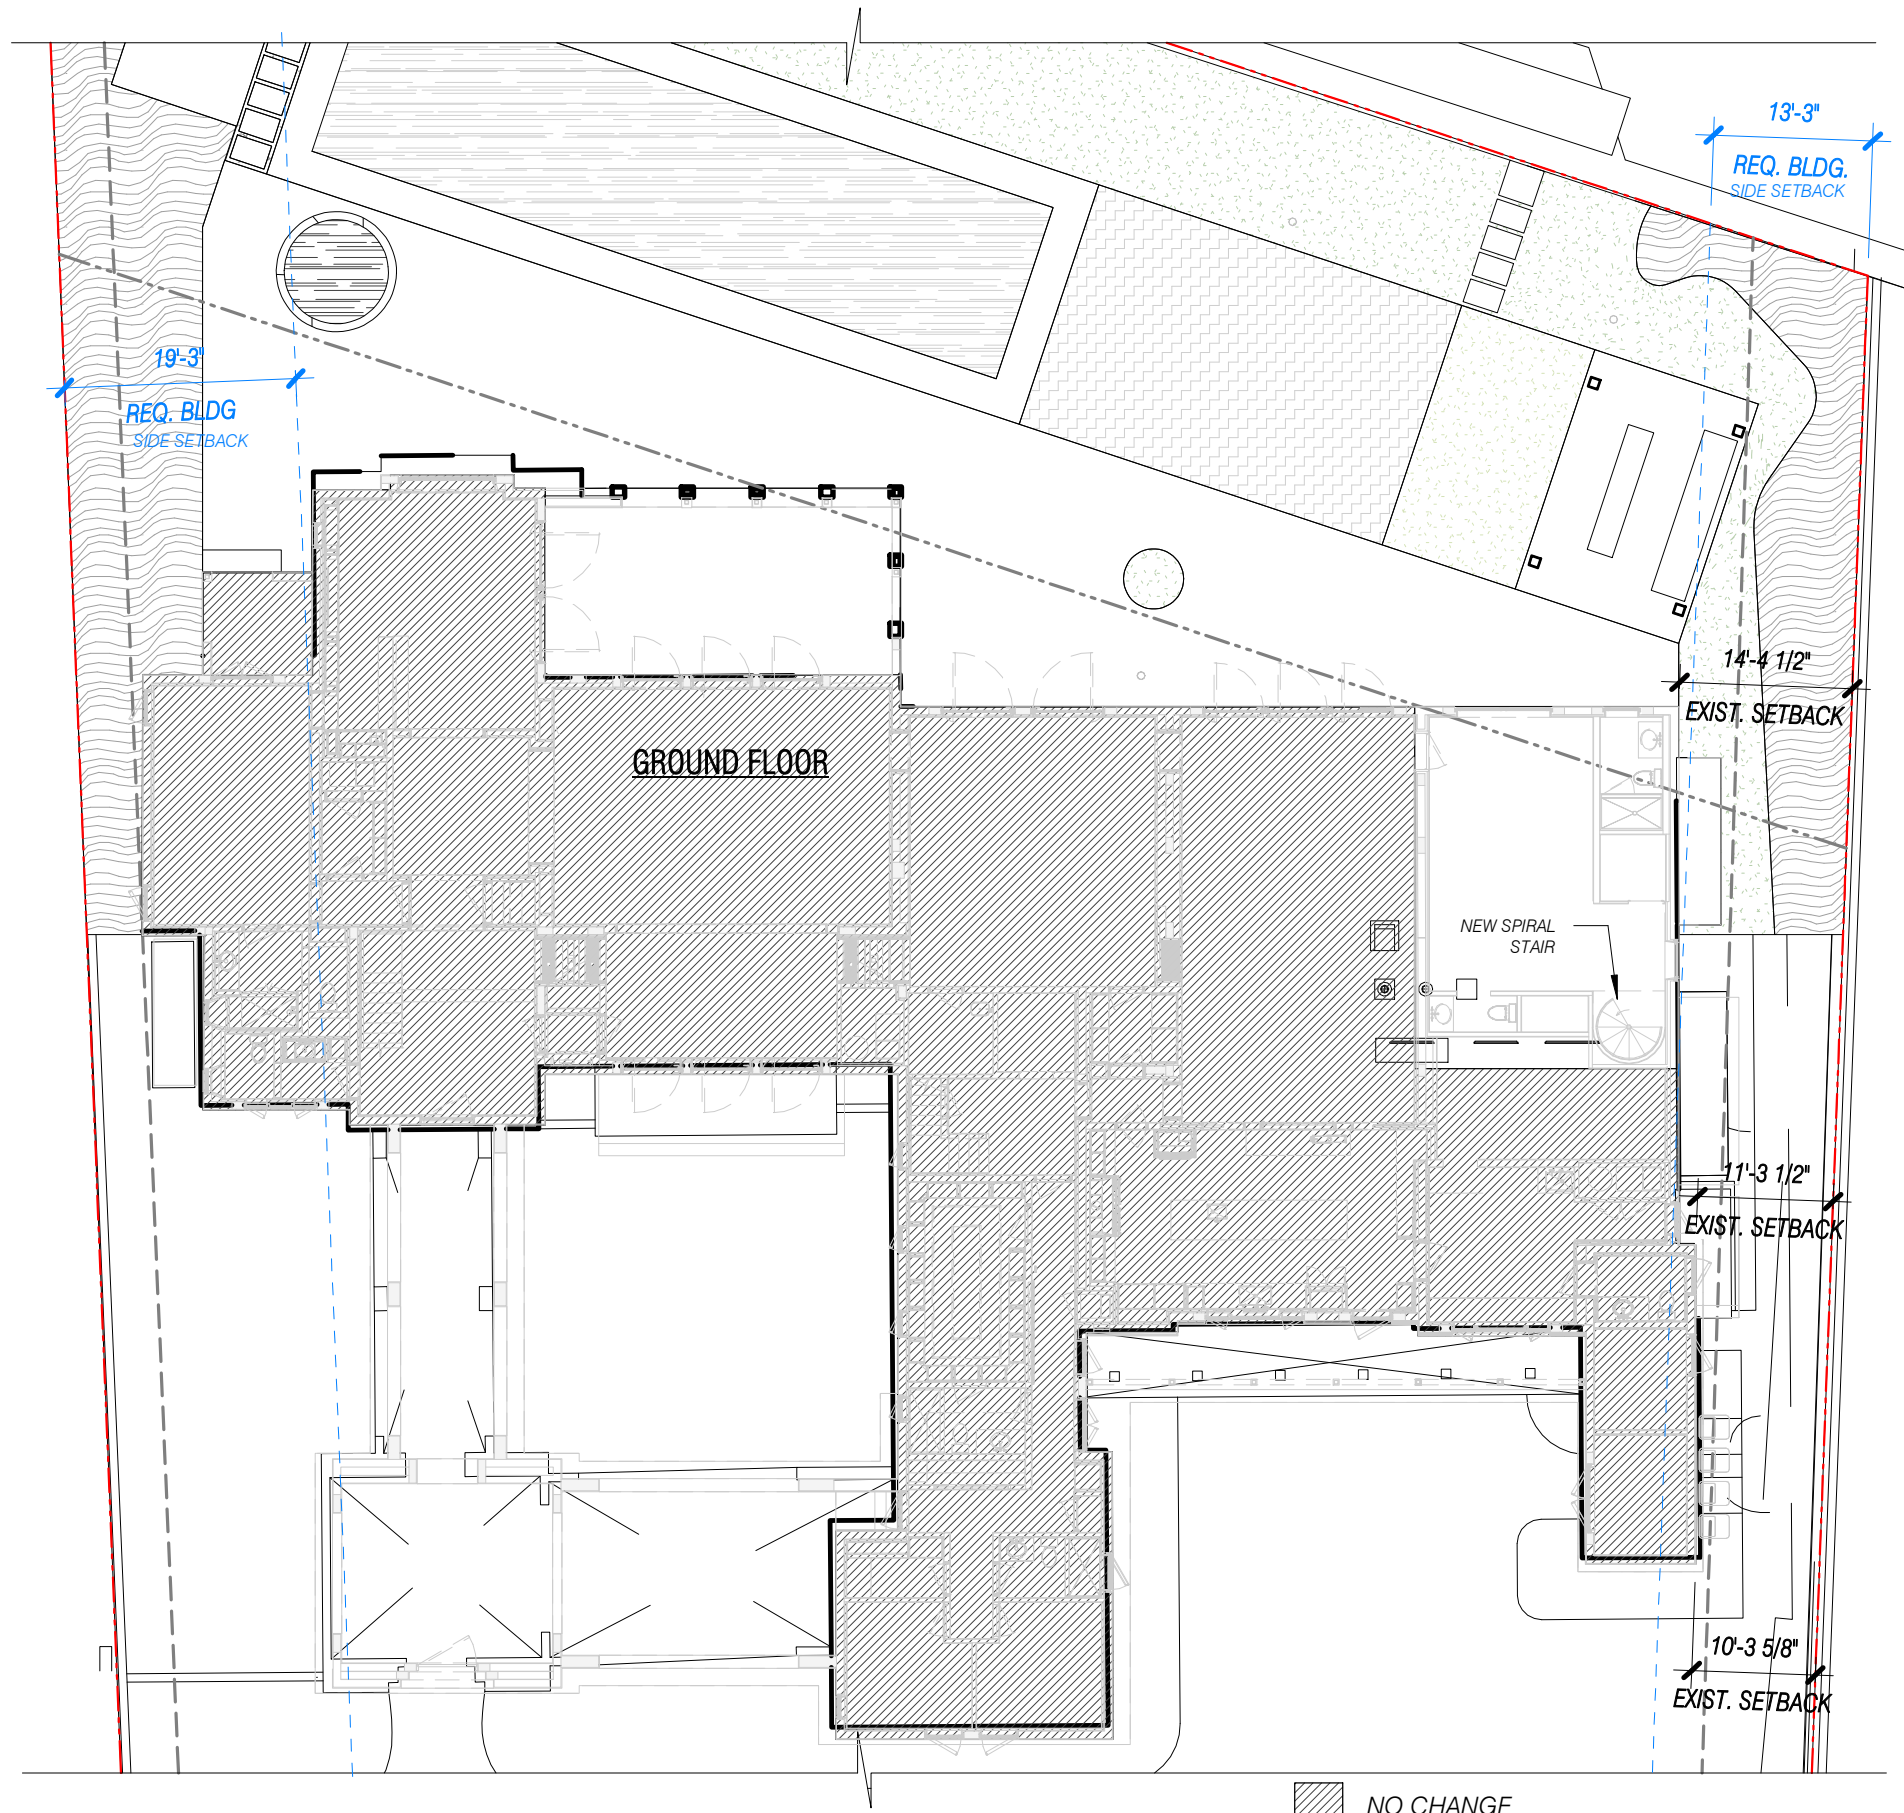 13'-3"
REQ. BLDG.
SIDE SETBACK
19'-3"
REQ. BLDG
SIDE SETBACK
14'-4 1/2"
EXIST. SETBACK
GROUND FLOOR
NEW SPIRAL
STAIR
11'-3 1/2"
EXIST. SETBACK
10'-3 5/8"
EXIST. SETBACK
NO CHANGE